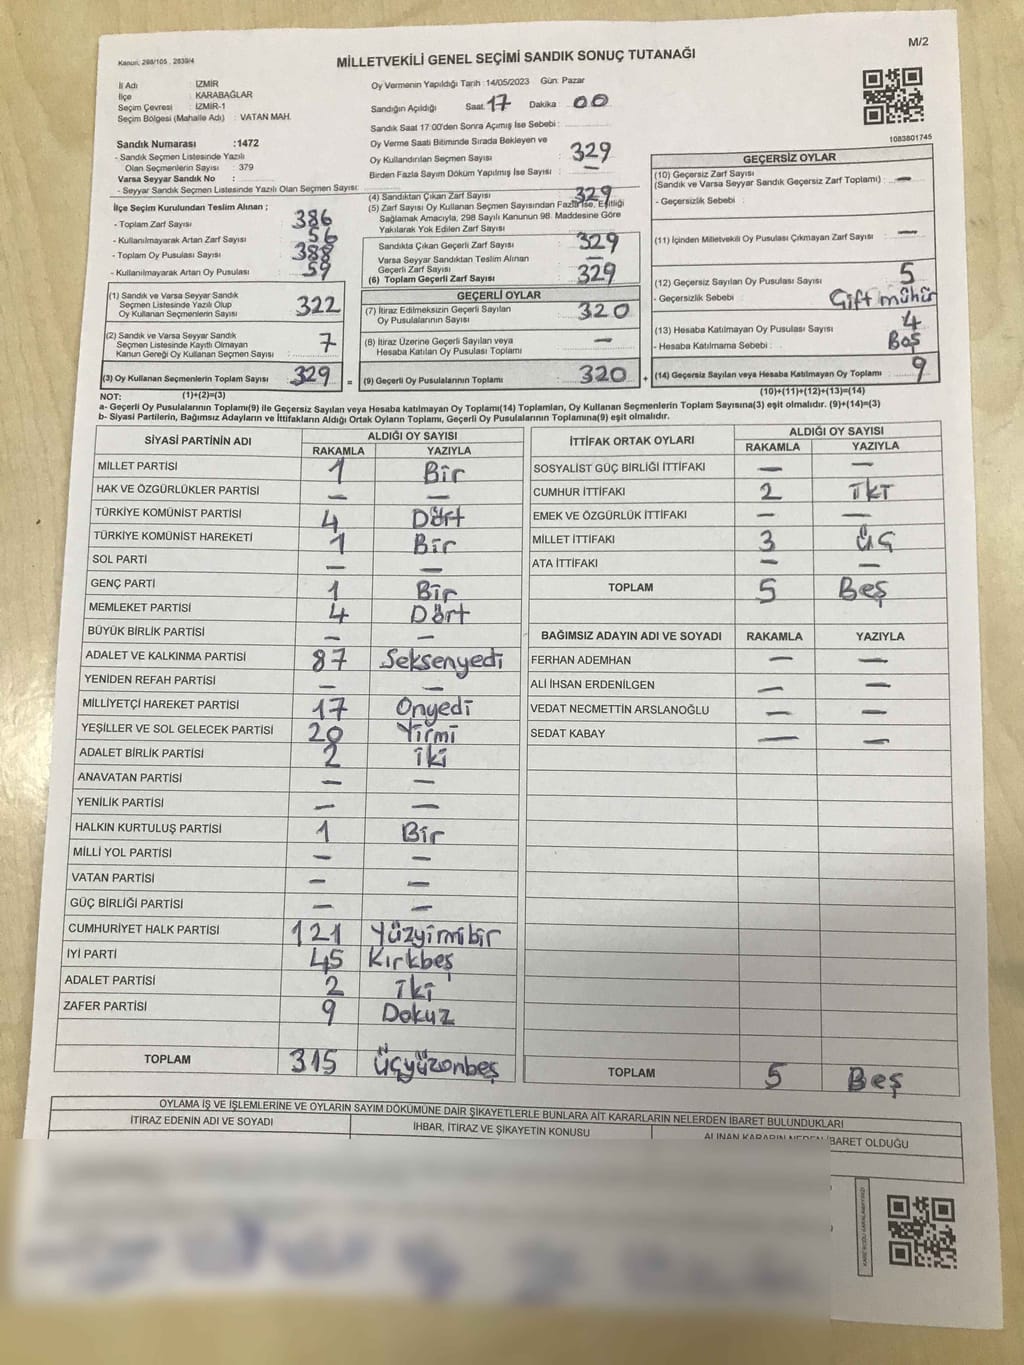 M/2
Kanun, 298/105 , 2839/4
MİLLETVEKİLİ GENEL SEÇİMİ SANDIK SONUÇ TUTANAĞI
İl Adı : İZMİR
İlçe : KARABAĞLAR
Seçim Çevresi : İZMİR-1
Seçim Bölgesi (Mahalle Adı) : VATAN MAH.
Oy Vermenin Yapıldığı Tarih :14/05/2023 Gün: Pazar
Sandığın Açıldığı Saat: 17 Dakika : 00
Sandık Saat 17:00'den Sonra Açımış İse Sebebi :
1083801745
Sandık Numarası :1472
- Sandık Seçmen Listesinde Yazılı
Olan Seçmenlerin Sayısı : 379
Varsa Seyyar Sandık No :
- Seyyar Sandık Seçmen Listesinde Yazılı Olan Seçmen Sayısı:
Oy Verme Saati Bitiminde Sırada Bekleyen ve
Oy Kullandırılan Seçmen Sayısı : 329
Birden Fazla Sayım Döküm Yapılmış İse Sayısı : —
İlçe Seçim Kurulundan Teslim Alınan ;
- Toplam Zarf Sayısı : 386
- Kullanılmayarak Artan Zarf Sayısı : 56
- Toplam Oy Pusulası Sayısı : 388
- Kullanılmayarak Artan Oy Pusulası : 59
(4) Sandıktan Çıkan Zarf Sayısı : 329
(5) Zarf Sayısı Oy Kullanan Seçmen Sayısından Fazla İse, Eşitliği
Sağlamak Amacıyla, 298 Sayılı Kanunun 98. Maddesine Göre
Yakılarak Yok Edilen Zarf Sayısı :
Sandıkta Çıkan Geçerli Zarf Sayısı : 329
Varsa Seyyar Sandıktan Teslim Alınan
Geçerli Zarf Sayısı : —
(6) Toplam Geçerli Zarf Sayısı : 329
(1) Sandık ve Varsa Seyyar Sandık
Seçmen Listesinde Yazılı Olup
Oy Kullanan Seçmenlerin Sayısı : 322
(2) Sandık ve Varsa Seyyar Sandık
Seçmen Listesinde Kayıtlı Olmayan
Kanun Gereği Oy Kullanan Seçmen Sayısı : 7
(3) Oy Kullanan Seçmenlerin Toplam Sayısı : 329 =
GEÇERLİ OYLAR
(7) İtiraz Edilmeksizin Geçerli Sayılan
Oy Pusulalarının Sayısı : 320
(8) İtiraz Üzerine Geçerli Sayılan veya
Hesaba Katılan Oy Pusulası Toplamı : —
(9) Geçerli Oy Pusulalarının Toplamı : 320 +
GEÇERSİZ OYLAR
(10) Geçersiz Zarf Sayısı
(Sandık ve Varsa Seyyar Sandık Geçersiz Zarf Toplamı) : —
- Geçersizlik Sebebi :
(11) İçinden Milletvekili Oy Pusulası Çıkmayan Zarf Sayısı : —
(12) Geçersiz Sayılan Oy Pusulası Sayısı : 5
- Geçersizlik Sebebi : Çift mühür
(13) Hesaba Katılmayan Oy Pusulası Sayısı : 4
- Hesaba Katılmama Sebebi : Boş
(14) Geçersiz Sayılan veya Hesaba Katılmayan Oy Toplamı : 9
NOT: (1)+(2)=(3) (10)+(11)+(12)+(13)=(14)
a- Geçerli Oy Pusulalarının Toplamı(9) ile Geçersiz Sayılan veya Hesaba katılmayan Oy Toplamı(14) Toplamları, Oy Kullanan Seçmenlerin Toplam Sayısına(3) eşit olmalıdır. (9)+(14)=(3)
b- Siyasi Partilerin, Bağımsız Adayların ve İttifakların Aldığı Ortak Oyların Toplamı, Geçerli Oy Pusulalarının Toplamına(9) eşit olmalıdır.
SİYASİ PARTİNİN ADI ALDIĞI OY SAYISI
RAKAMLA YAZIYLA
MİLLET PARTİSİ 1 Bir
HAK VE ÖZGÜRLÜKLER PARTİSİ — —
TÜRKİYE KOMÜNİST PARTİSİ 4 Dört
TÜRKİYE KOMÜNİST HAREKETİ 1 Bir
SOL PARTİ — —
GENÇ PARTİ 1 Bir
MEMLEKET PARTİSİ 4 Dört
BÜYÜK BİRLİK PARTİSİ — —
ADALET VE KALKINMA PARTİSİ 87 Seksenyedi
YENİDEN REFAH PARTİSİ — —
MİLLİYETÇİ HAREKET PARTİSİ 17 Onyedi
YEŞİLLER VE SOL GELECEK PARTİSİ 20 Yirmi
ADALET BİRLİK PARTİSİ 2 iki
ANAVATAN PARTİSİ — —
YENİLİK PARTİSİ — —
HALKIN KURTULUŞ PARTİSİ 1 Bir
MİLLİ YOL PARTİSİ — —
VATAN PARTİSİ — —
GÜÇ BİRLİĞİ PARTİSİ — —
CUMHURİYET HALK PARTİSİ 121 Yüzyimibir
İYİ PARTİ 45 Kırkbeş
ADALET PARTİSİ 2 iki
ZAFER PARTİSİ 9 Dokuz
TOPLAM 315 Üçyüzonbeş
İTTİFAK ORTAK OYLARI ALDIĞI OY SAYISI
RAKAMLA YAZIYLA
SOSYALİST GÜÇ BİRLİĞİ İTTİFAKI — —
CUMHUR İTTİFAKI 2 iki
EMEK VE ÖZGÜRLÜK İTTİFAKI — —
MİLLET İTTİFAKI 3 üç
ATA İTTİFAKI — —
TOPLAM 5 Beş
BAĞIMSIZ ADAYIN ADI VE SOYADI RAKAMLA YAZIYLA
FERHAN ADEMHAN — —
ALİ İHSAN ERDENİLGEN — —
VEDAT NECMETTİN ARSLANOĞLU — —
SEDAT KABAY — —
TOPLAM 5 Beş
OYLAMA İŞ VE İŞLEMLERİNE VE OYLARIN SAYIM DÖKÜMÜNE DAİR ŞİKAYETLERLE BUNLARA AİT KARARLARIN NELERDEN İBARET BULUNDUKLARI
İTİRAZ EDENİN ADI VE SOYADI İHBAR, İTİRAZ VE ŞİKAYETİN KONUSU ALINAN KARARIN NEDEN İBARET OLDUĞU